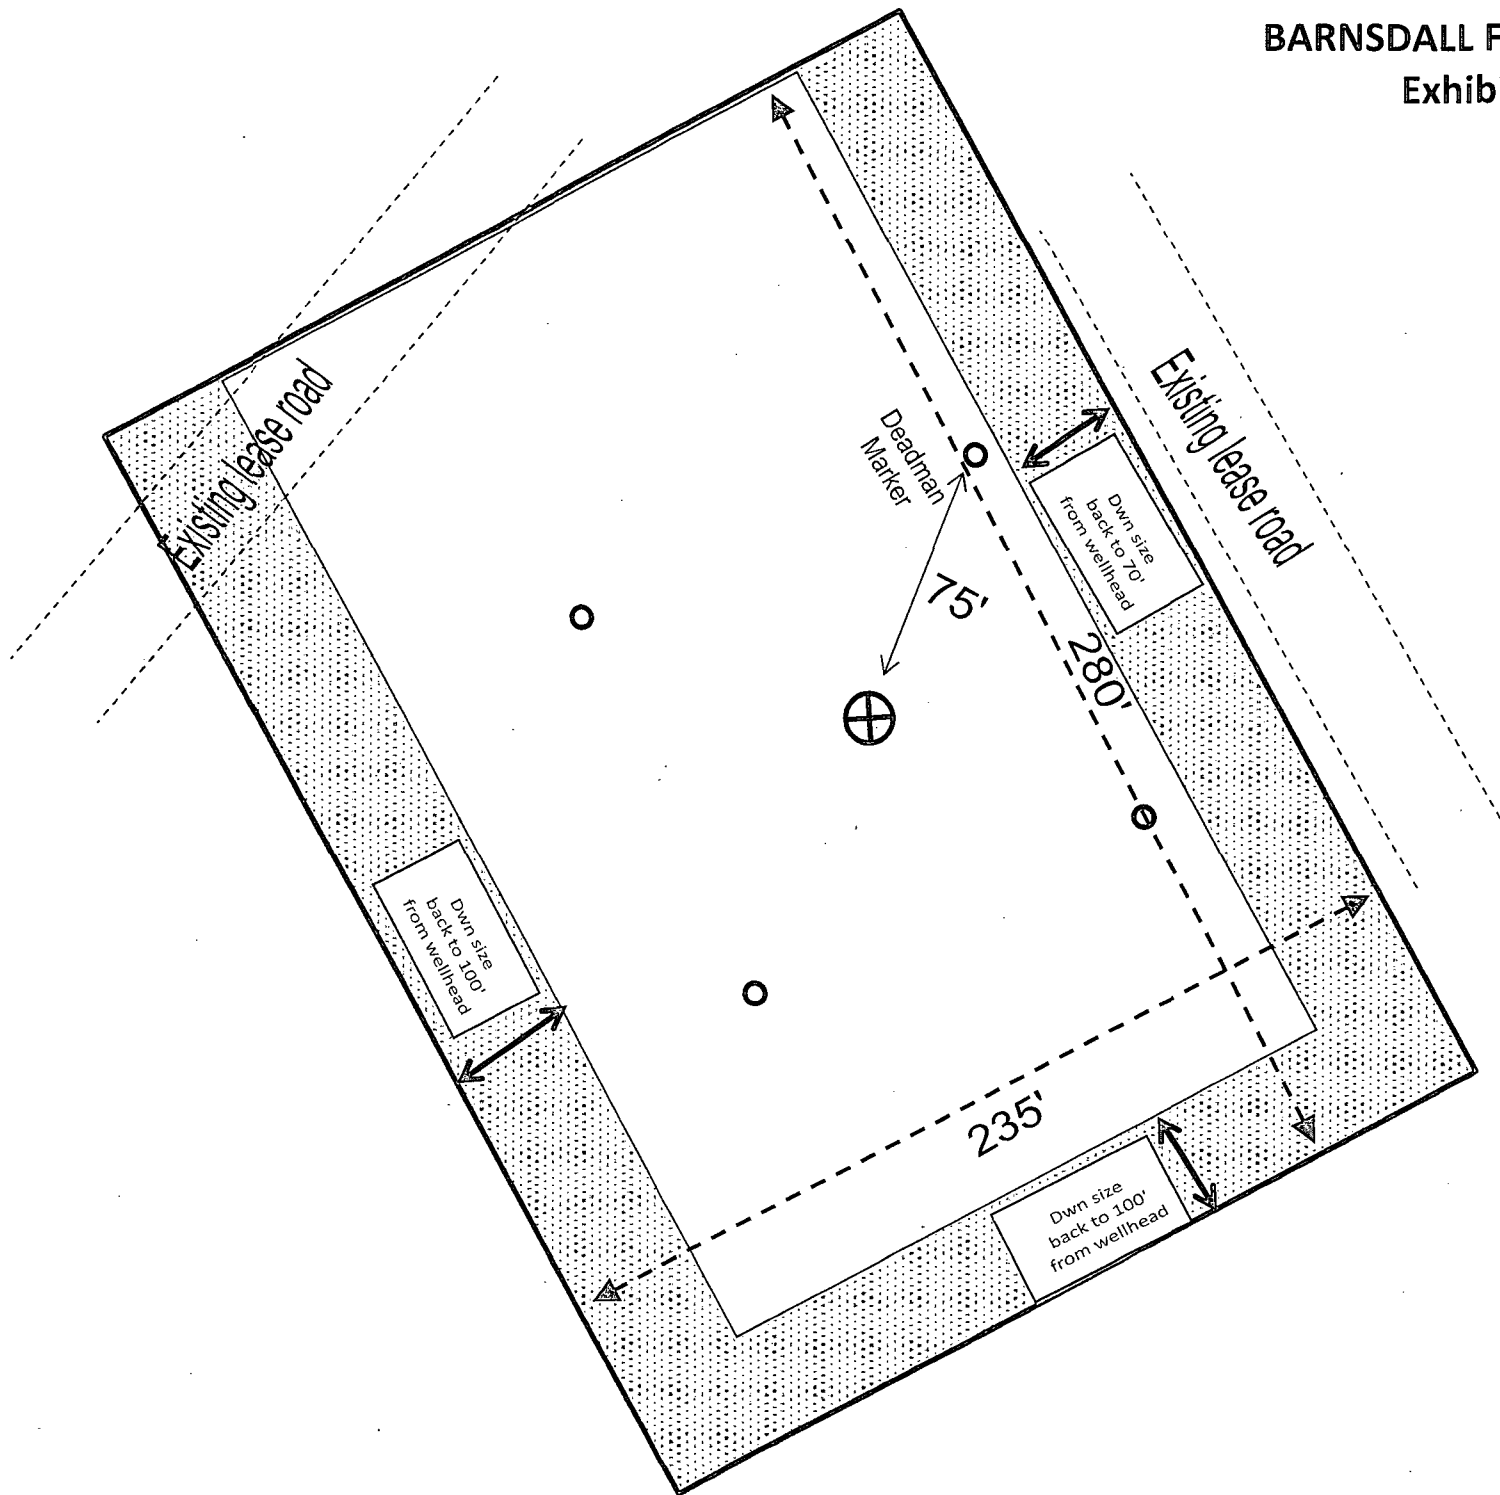 BARNSDALL F
Exhib
Existing lease road
Existing lease road
Deadman
Marker
75'
280'
Dwn size
back to 70'
from wellhead
Dwn size
back to 100'
from wellhead
235'
Dwn size
back to 100'
from wellhead